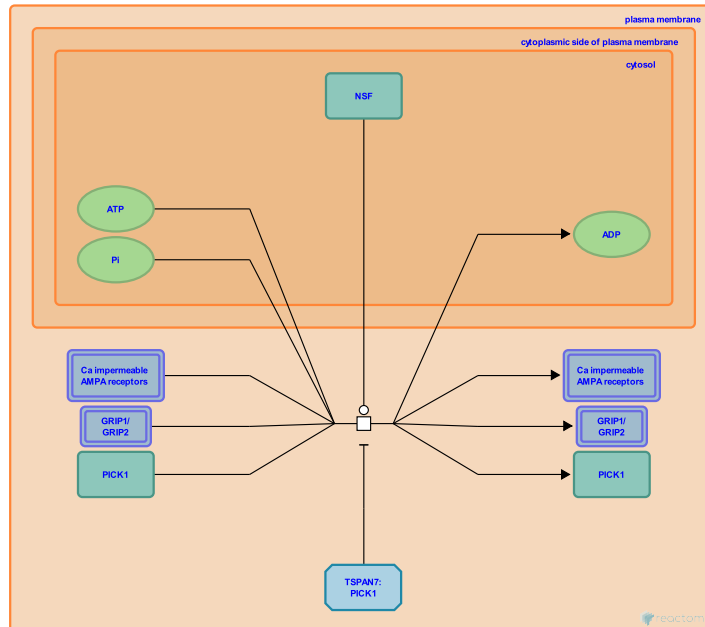 plasma membrane
cytoplasmic side of plasma membrane
cytosol
NSF
ATP
Pi
ADP
Ca impermeable
AMPA receptors
GRIP1/
GRIP2
PICK1
Ca impermeable
AMPA receptors
GRIP1/
GRIP2
PICK1
TSPAN7:
PICK1
reactom